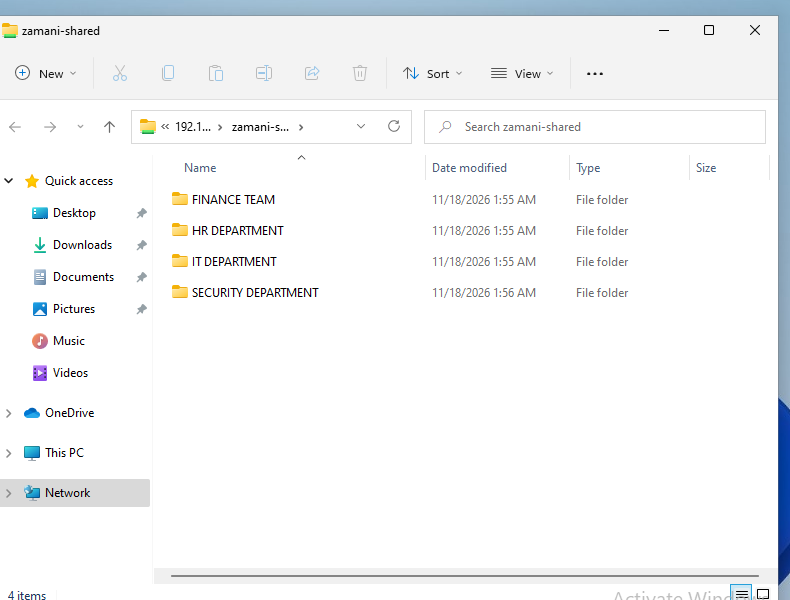 zamani-shared
New
Sort
View
« 192.1... > zamani-s... >
Search zamani-shared
Name Date modified Type Size
Quick access
Desktop
Downloads
Documents
Pictures
Music
Videos
OneDrive
This PC
Network
FINANCE TEAM 11/18/2026 1:55 AM File folder
HR DEPARTMENT 11/18/2026 1:55 AM File folder
IT DEPARTMENT 11/18/2026 1:55 AM File folder
SECURITY DEPARTMENT 11/18/2026 1:56 AM File folder
4 items
Activate